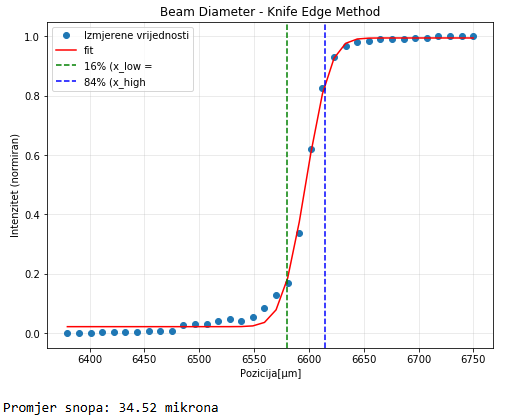 Beam Diameter - Knife Edge Method
Izmjerene vrijednosti
fit
16% (x_low =
84% (x_high
1.0
0.8
0.6
0.4
0.2
0.0
Intenzitet (normiran)
6400 6450 6500 6550 6600 6650 6700 6750
Pozicija[μm]
Promjer snopa: 34.52 mikrona